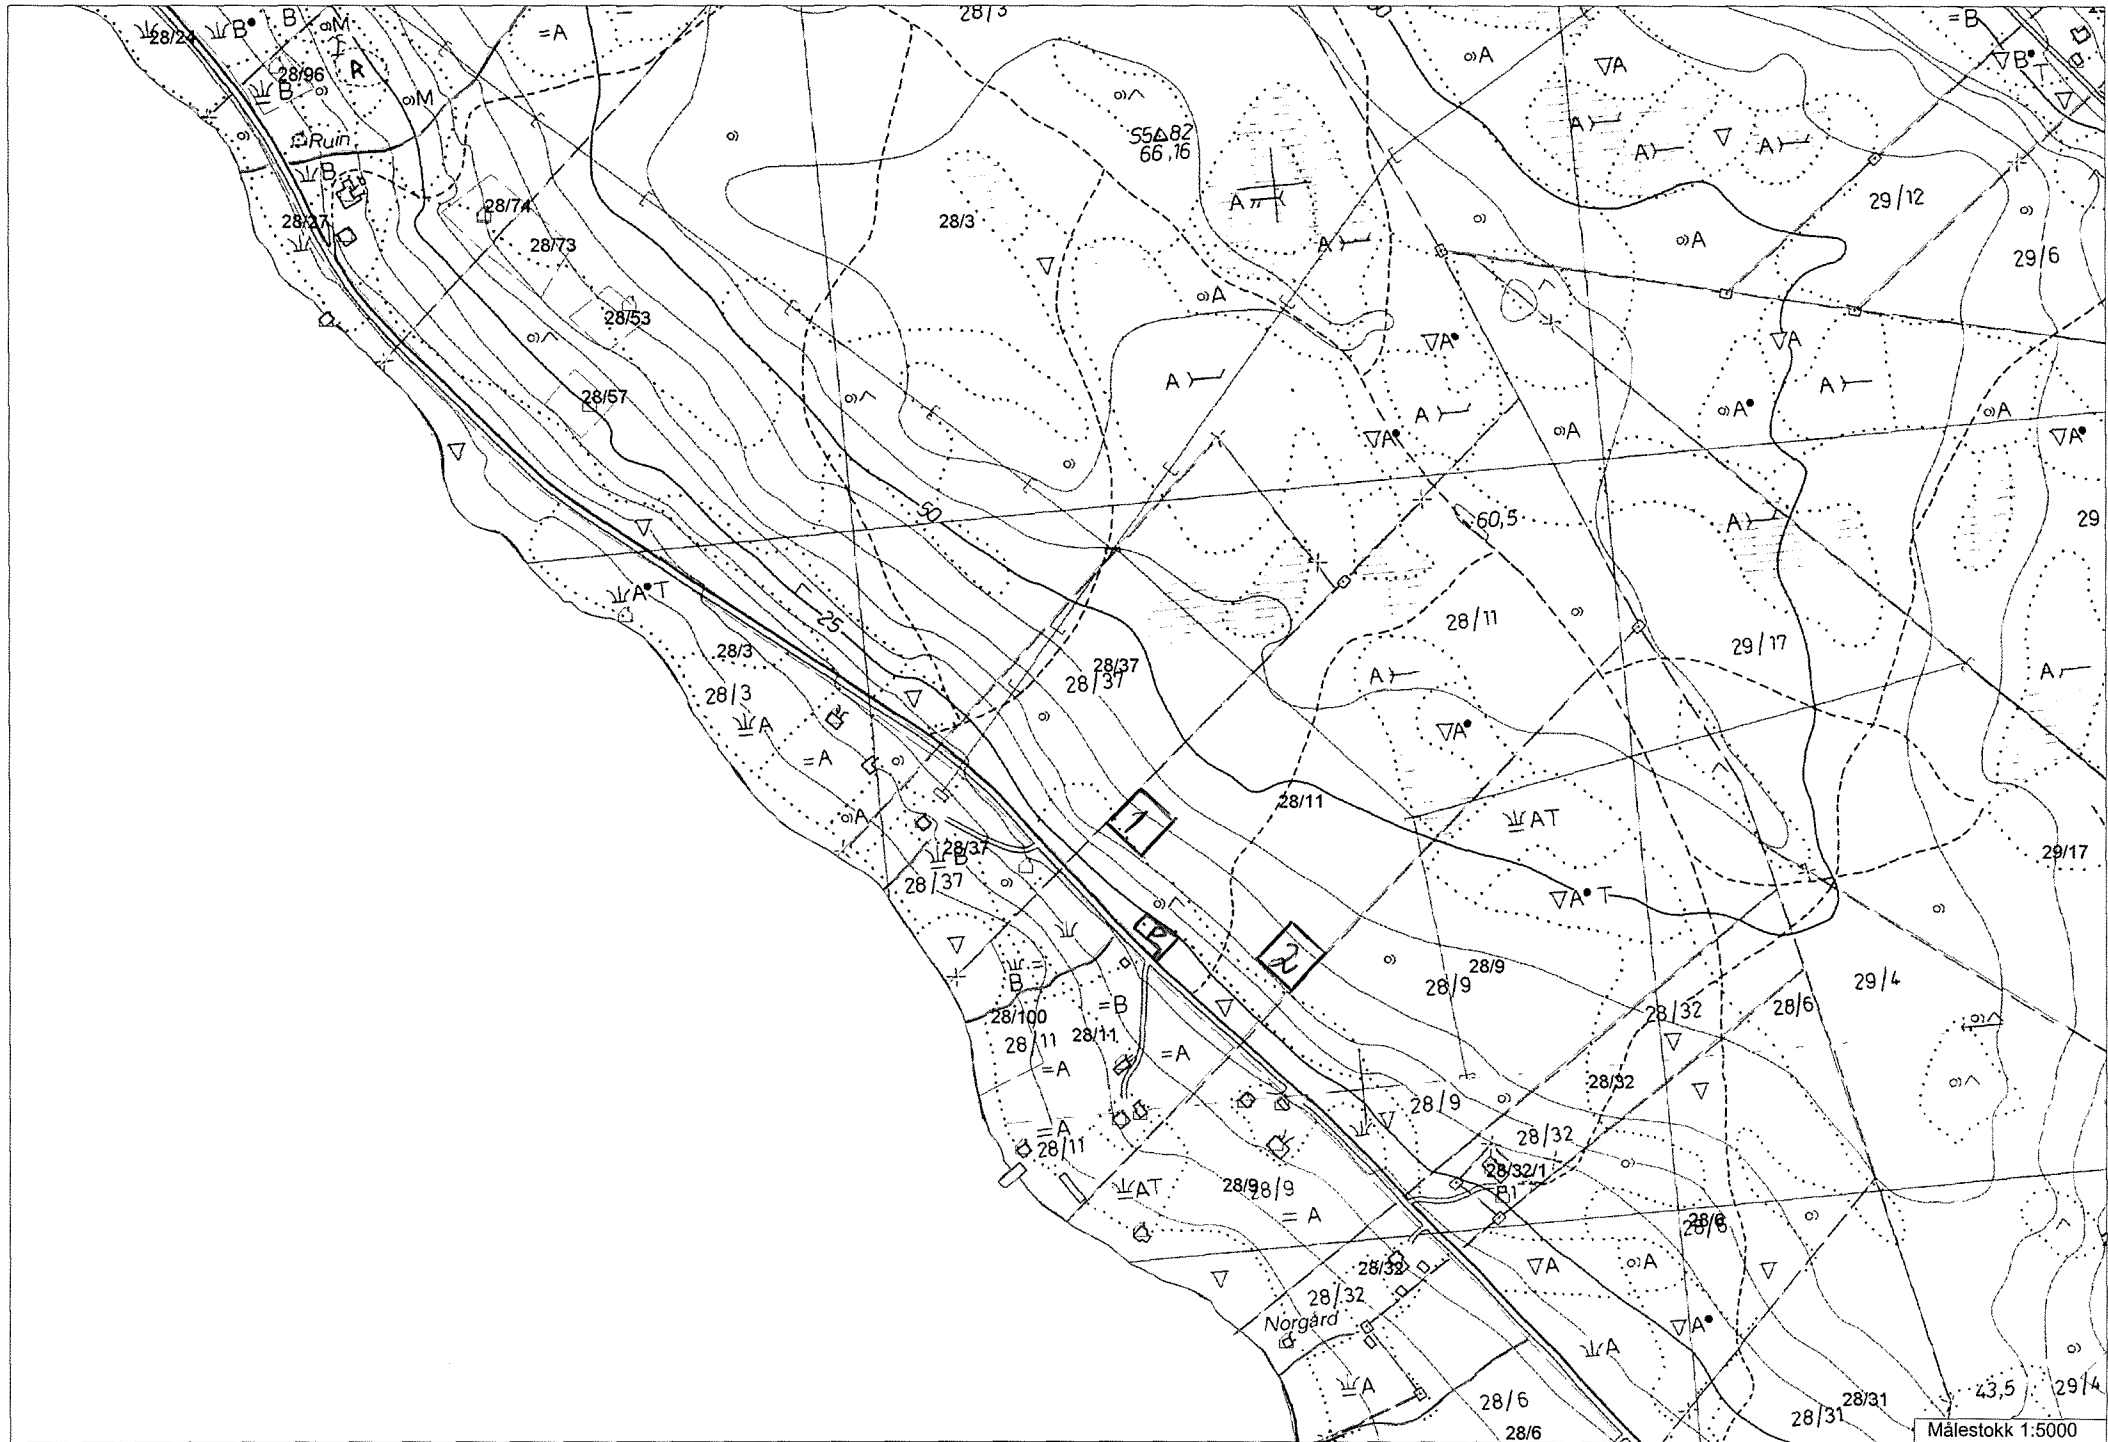 28/3
28/24
B
B
M
=A
A
A
A
=B
28/96
R
M
B
S5△82
66,16
A
A
A
B
T
Ruin
B
28/27
28/74
28/73
28/3
A
A
A
29/12
29/6
28/53
A
A
A
28/57
A
A
A
A
A
A
A
50
60,5
A
29
A T
25
28/3
28/3
28/37
28/37
28/11
29/17
A
A
A
A
=A
A
28/37
B
28/37
1
28/11
AT
A T
29/17
P
2
28/9
28/9
28/32
28/6
29/4
B
28/100
28/11
28/11
=B
=A
=A
28/9
28/32
28/32
=A
28/11
28/32/1
AT
28/9
28/9
=A
28/6
28/6
28/32
28/32
Norgård
A
A
A
A
A
28/6
28/6
28/31
28/31
43,5
29/4
Målestokk 1:5000